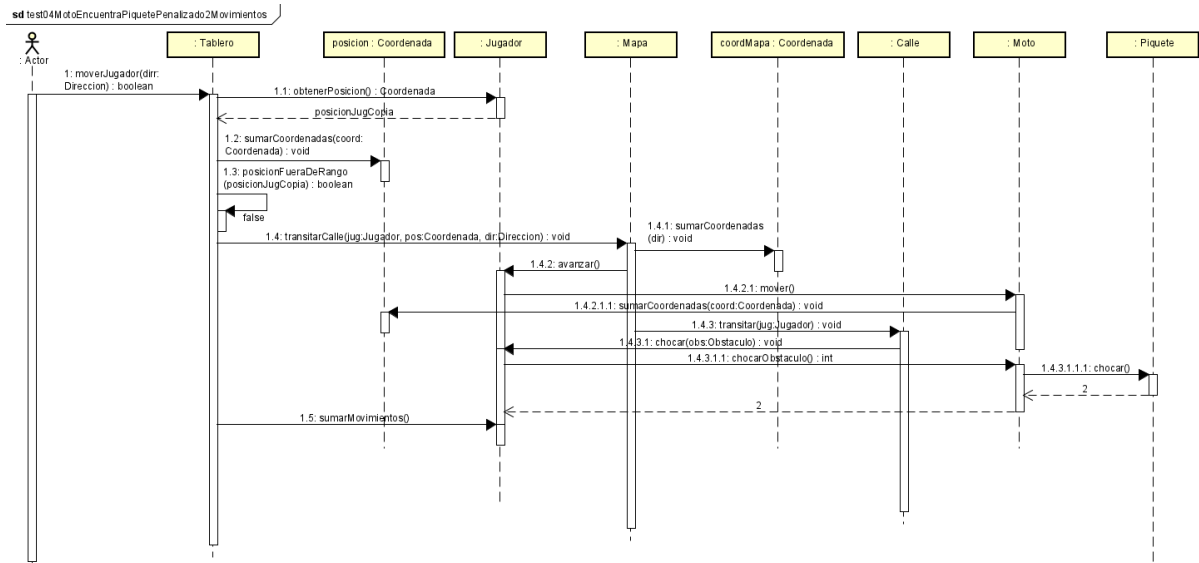 sd test04MotoEncuentraPiquetePenalizado2Movimientos
: Actor
: Tablero
posicion : Coordenada
: Jugador
: Mapa
coordMapa : Coordenada
: Calle
: Moto
: Piquete
1: moverJugador(dirr:
Direccion) : boolean
1.1: obtenerPosicion() : Coordenada
posicionJugCopia
1.2: sumarCoordenadas(coord:
Coordenada) : void
1.3: posicionFueraDeRango
(posicionJugCopia) : boolean
false
1.4: transitarCalle(jug:Jugador, pos:Coordenada, dir:Direccion) : void
1.4.1: sumarCoordenadas
(dir) : void
1.4.2: avanzar()
1.4.2.1: mover()
1.4.2.1.1: sumarCoordenadas(coord:Coordenada) : void
1.4.3: transitar(jug:Jugador) : void
1.4.3.1: chocar(obs:Obstaculo) : void
1.4.3.1.1: chocarObstaculo() : int
1.4.3.1.1.1: chocar()
2
2
1.5: sumarMovimientos()